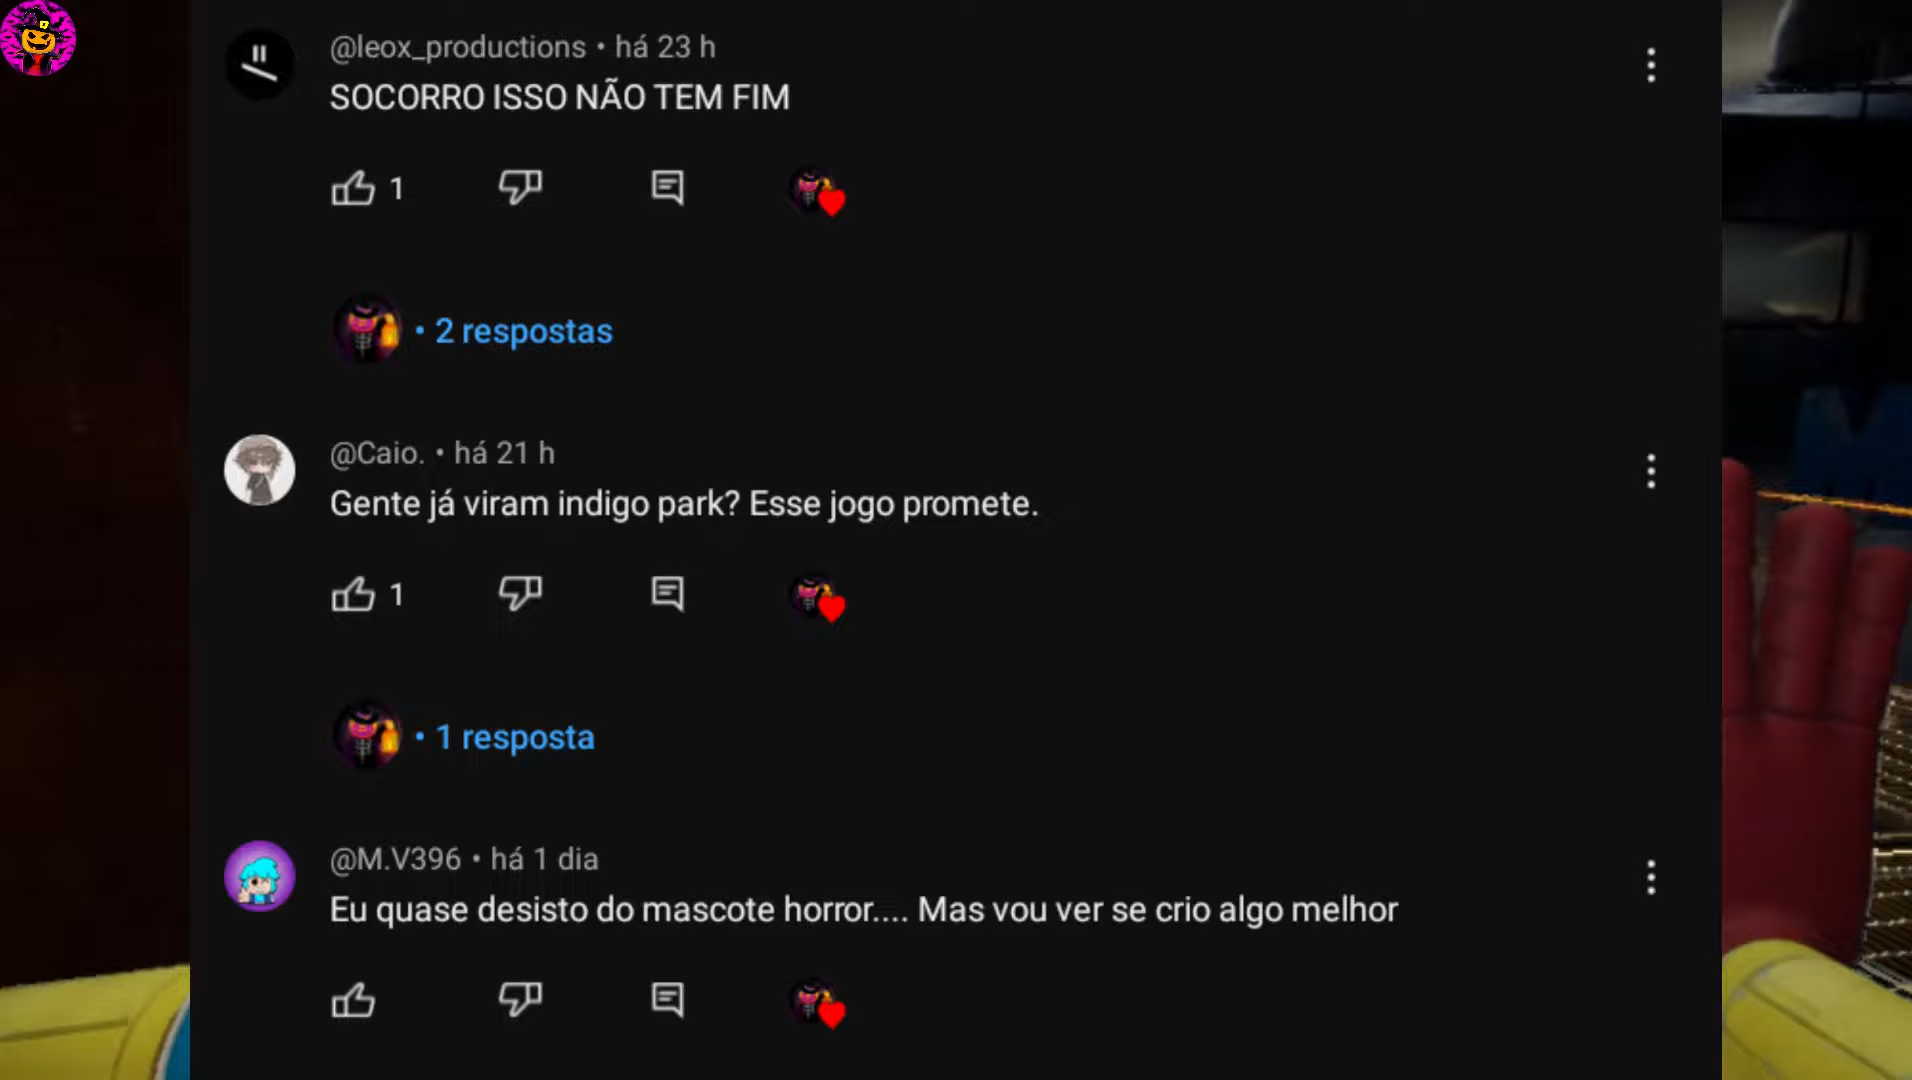 @leox_productions • há 23 h
SOCORRO ISSO NÃO TEM FIM
1
• 2 respostas
@Caio. • há 21 h
Gente já viram indigo park? Esse jogo promete.
1
• 1 resposta
@M.V396 • há 1 dia
Eu quase desisto do mascote horror.... Mas vou ver se crio algo melhor